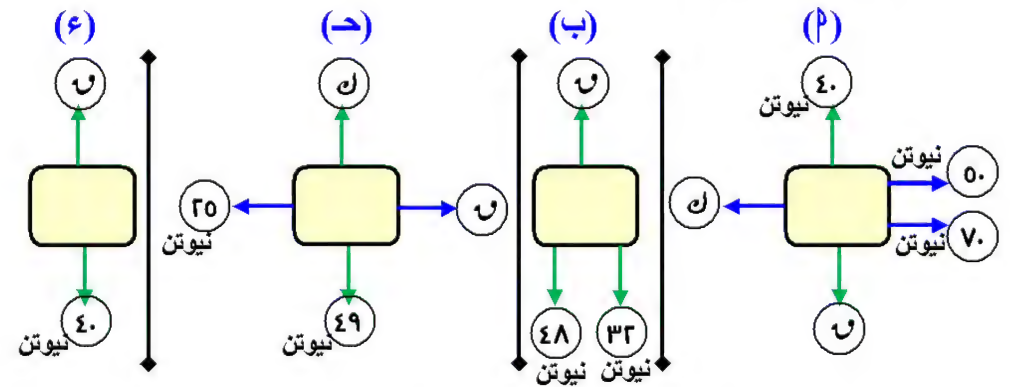 (أ) (ب) (حـ) (ء)
٤٠ نيوتن
ق
ك
ق
نيوتن ٥٠
ك
ق
٢٥ نيوتن
نيوتن ٧٠
ق
٣٢ نيوتن
٤٨ نيوتن
٤٩ نيوتن
٤٠ نيوتن